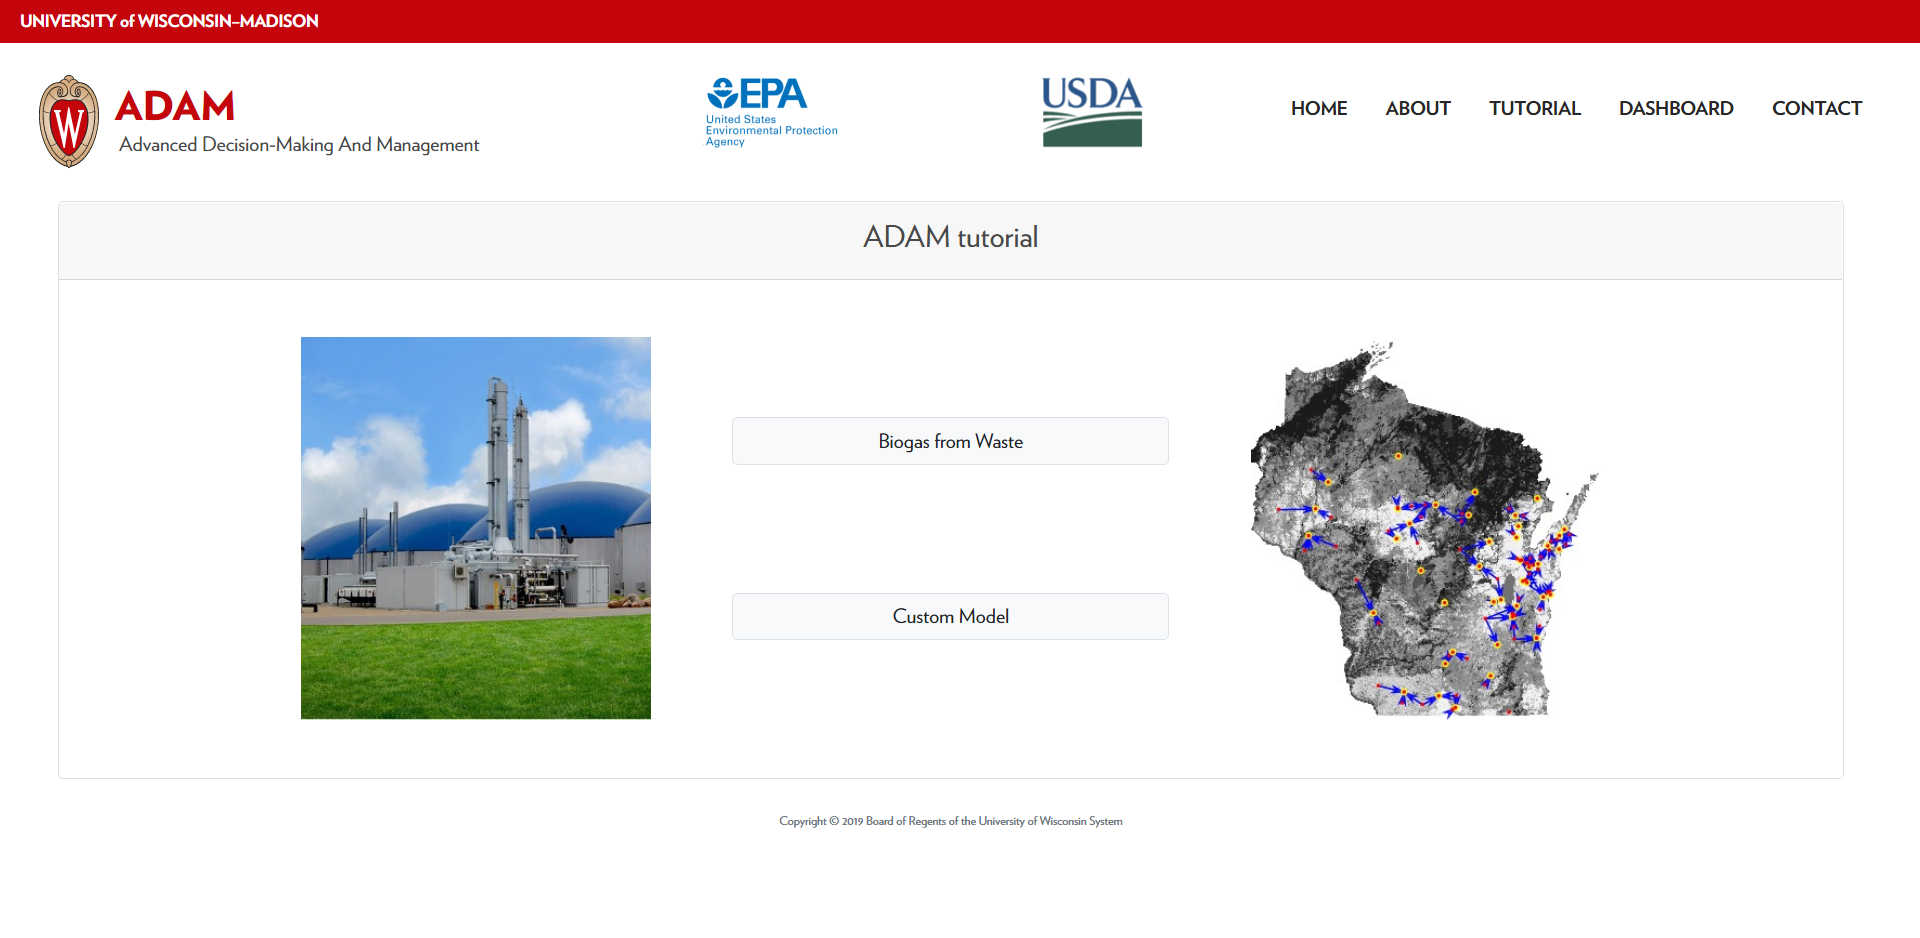 UNIVERSITY of WISCONSIN–MADISON
W
ADAM
Advanced Decision-Making And Management
EPA
United States
Environmental Protection
Agency
USDA
HOME ABOUT TUTORIAL DASHBOARD CONTACT
ADAM tutorial
Biogas from Waste
Custom Model
Copyright © 2019 Board of Regents of the University of Wisconsin System